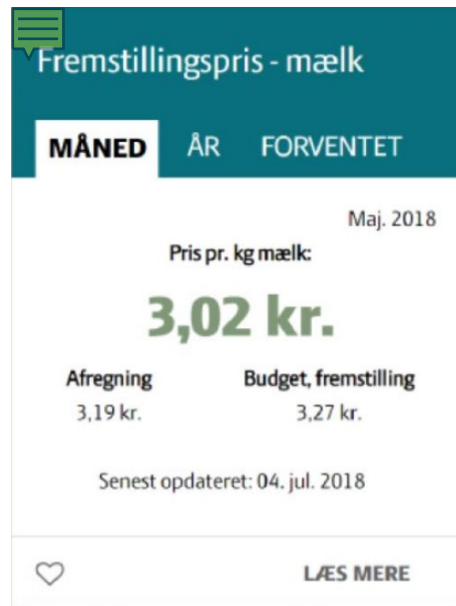 Fremstillingspris - mælk
MÅNED ÅR FORVENTET
Maj. 2018
Pris pr. kg mælk:
3,02 kr.
Afregning Budget, fremstilling
3,19 kr. 3,27 kr.
Senest opdateret: 04. jul. 2018
LÆS MERE